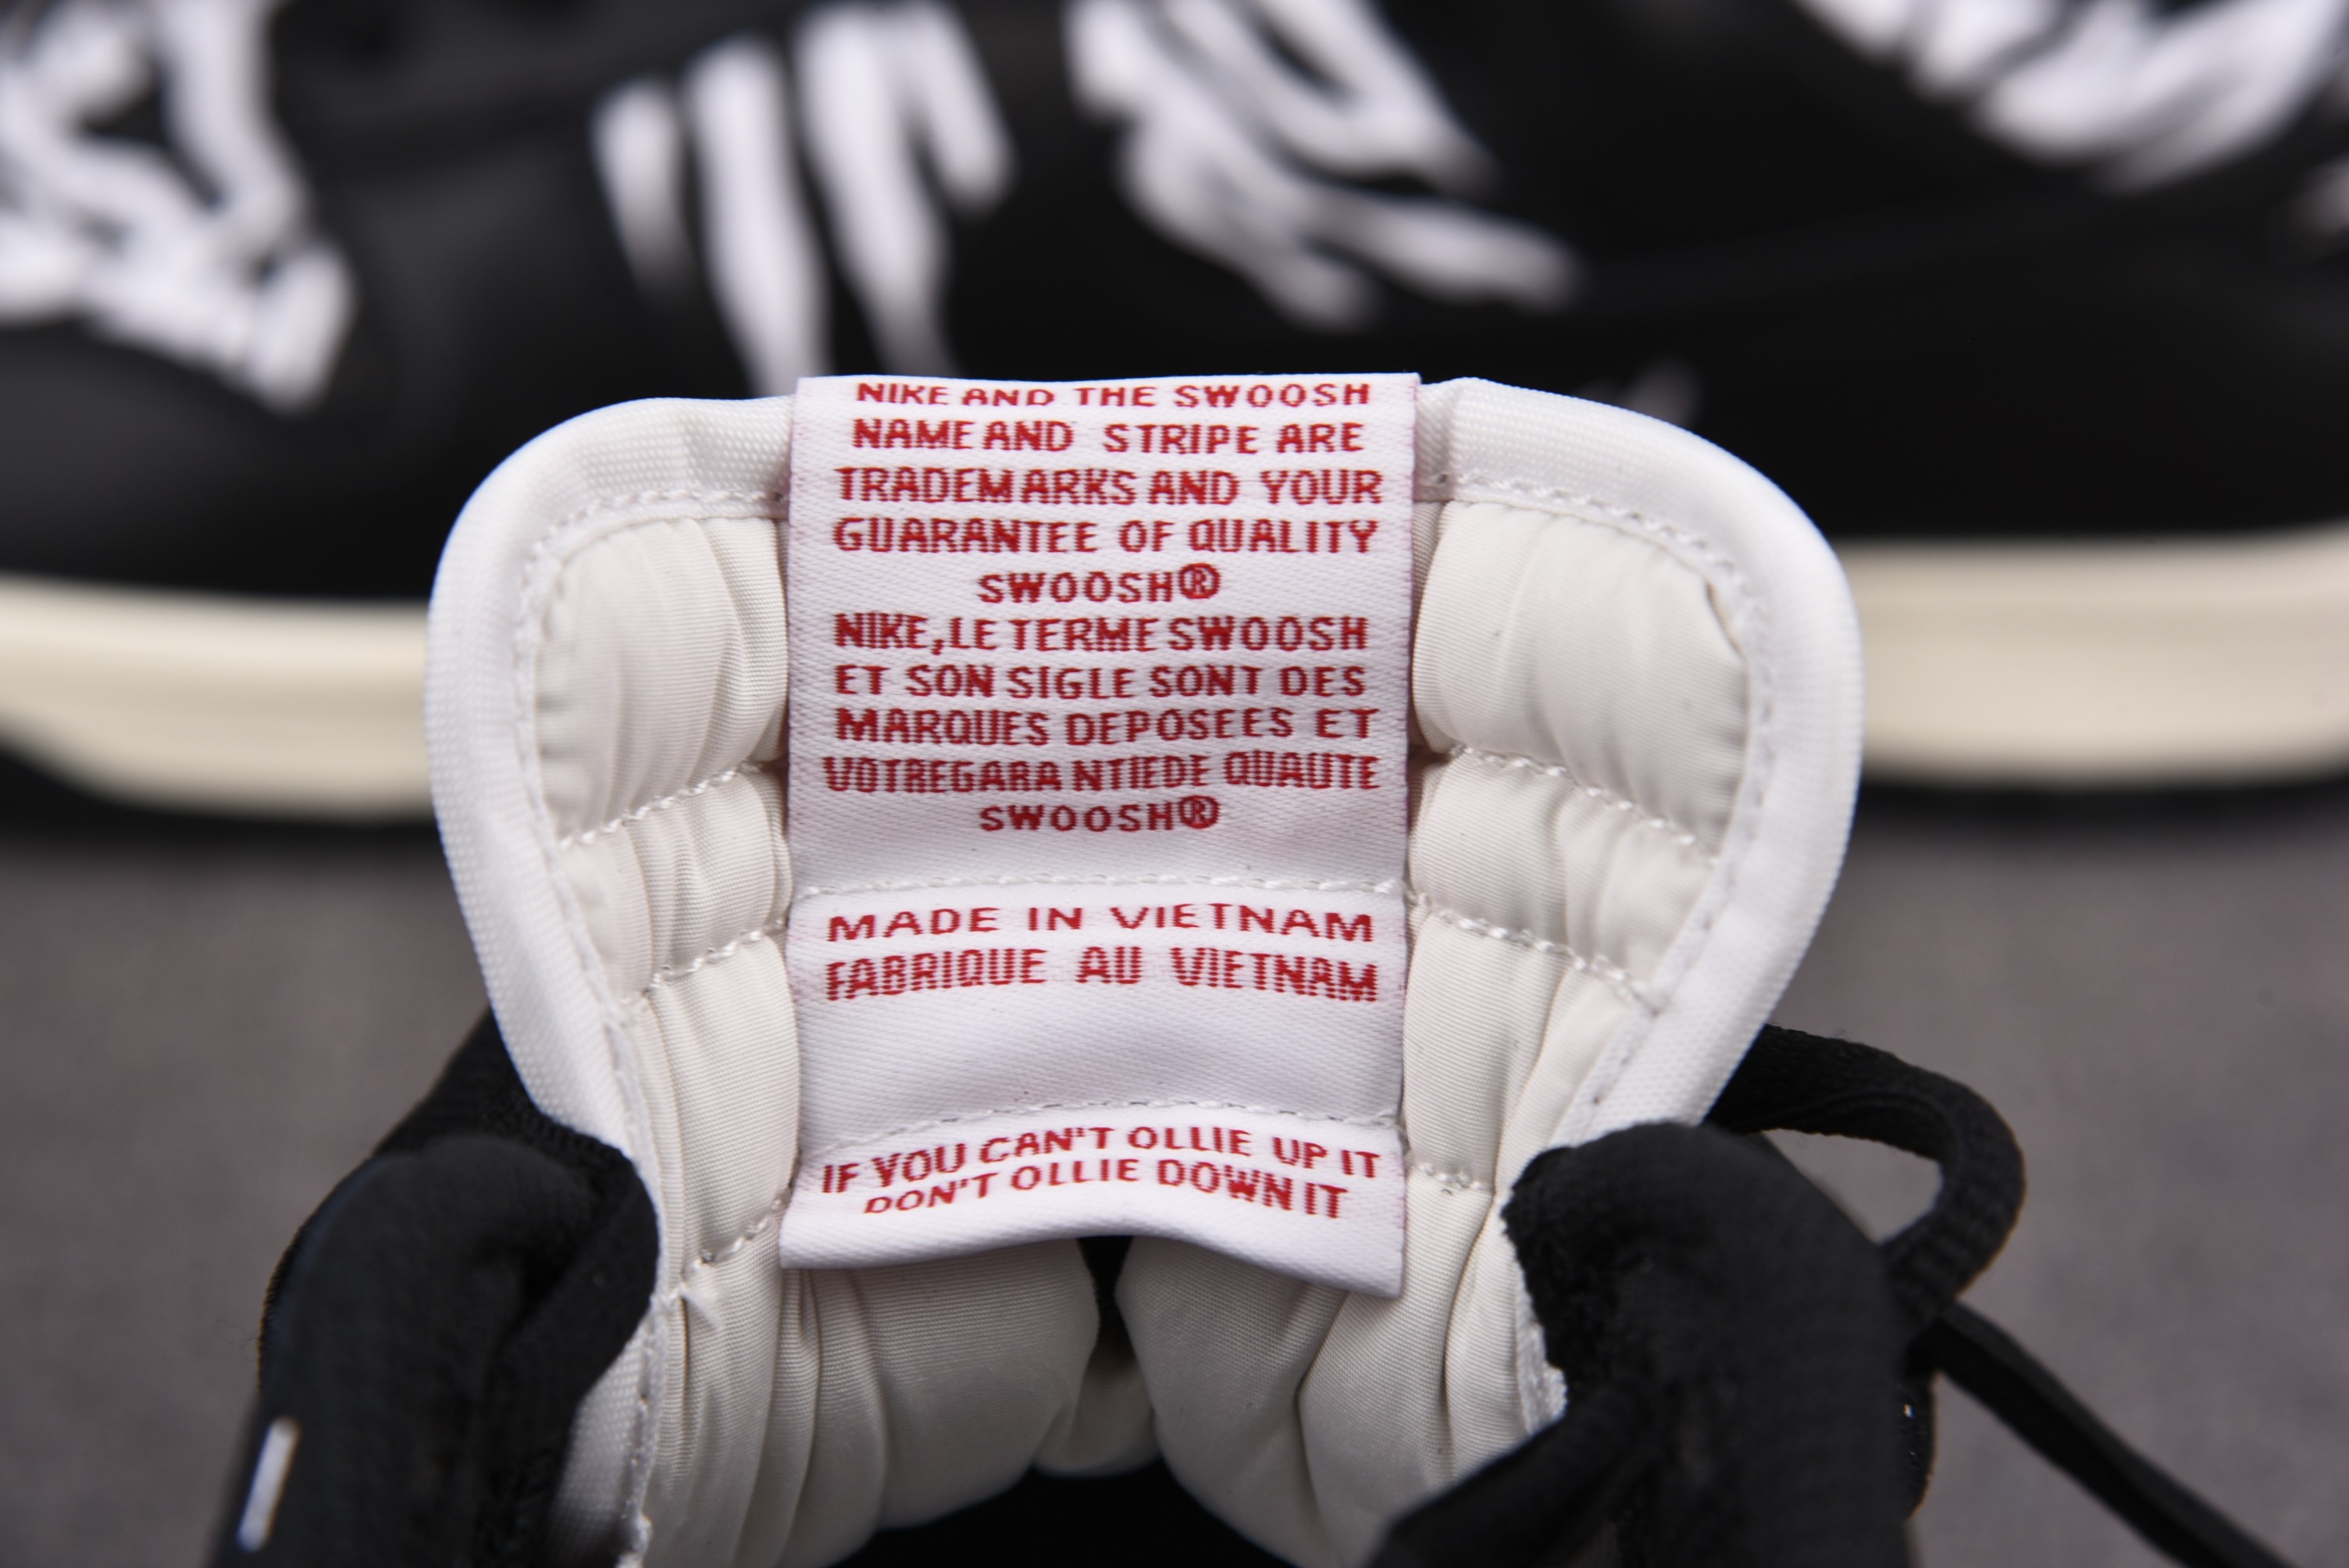 NIKE AND THE SWOOSH
NAME AND STRIPE ARE
TRADEMARKS AND YOUR
GUARANTEE OF QUALITY
SWOOSH®
NIKE, LE TERME SWOOSH
ET SON SIGLE SONT DES
MARQUES DEPOSEES ET
VOTREGARA NTIEDE QUAUTE
SWOOSH®
MADE IN VIETNAM
FABRIQUE AU VIETNAM
IF YOU CAN'T OLLIE UP IT
DON'T OLLIE DOWN IT